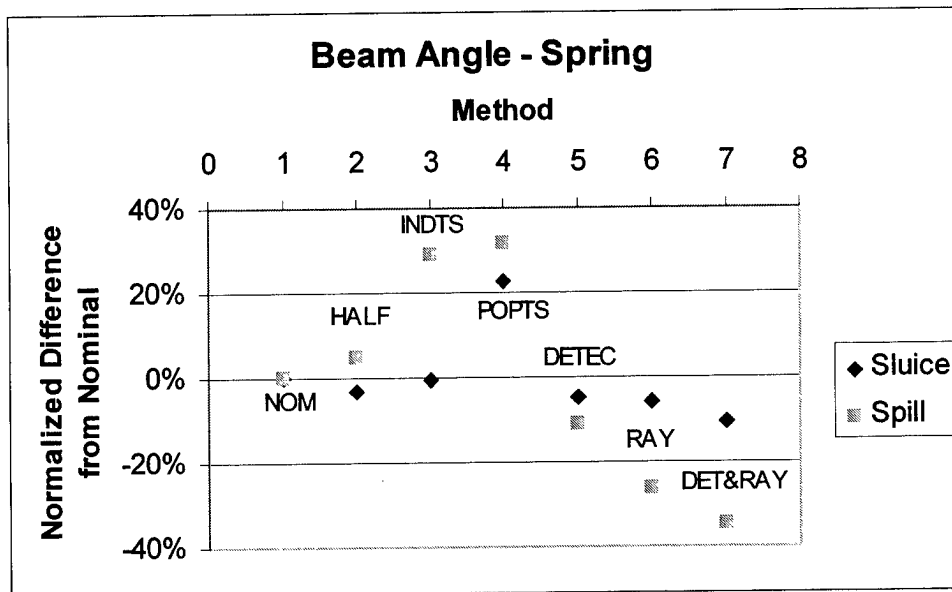 Beam Angle - Spring
Method
0 1 2 3 4 5 6 7 8
40%
20%
0%
-20%
-40%
Normalized Difference
from Nominal
INDTS
HALF
POPTS
DETEC
NOM
RAY
DET&RAY
Sluice
Spill